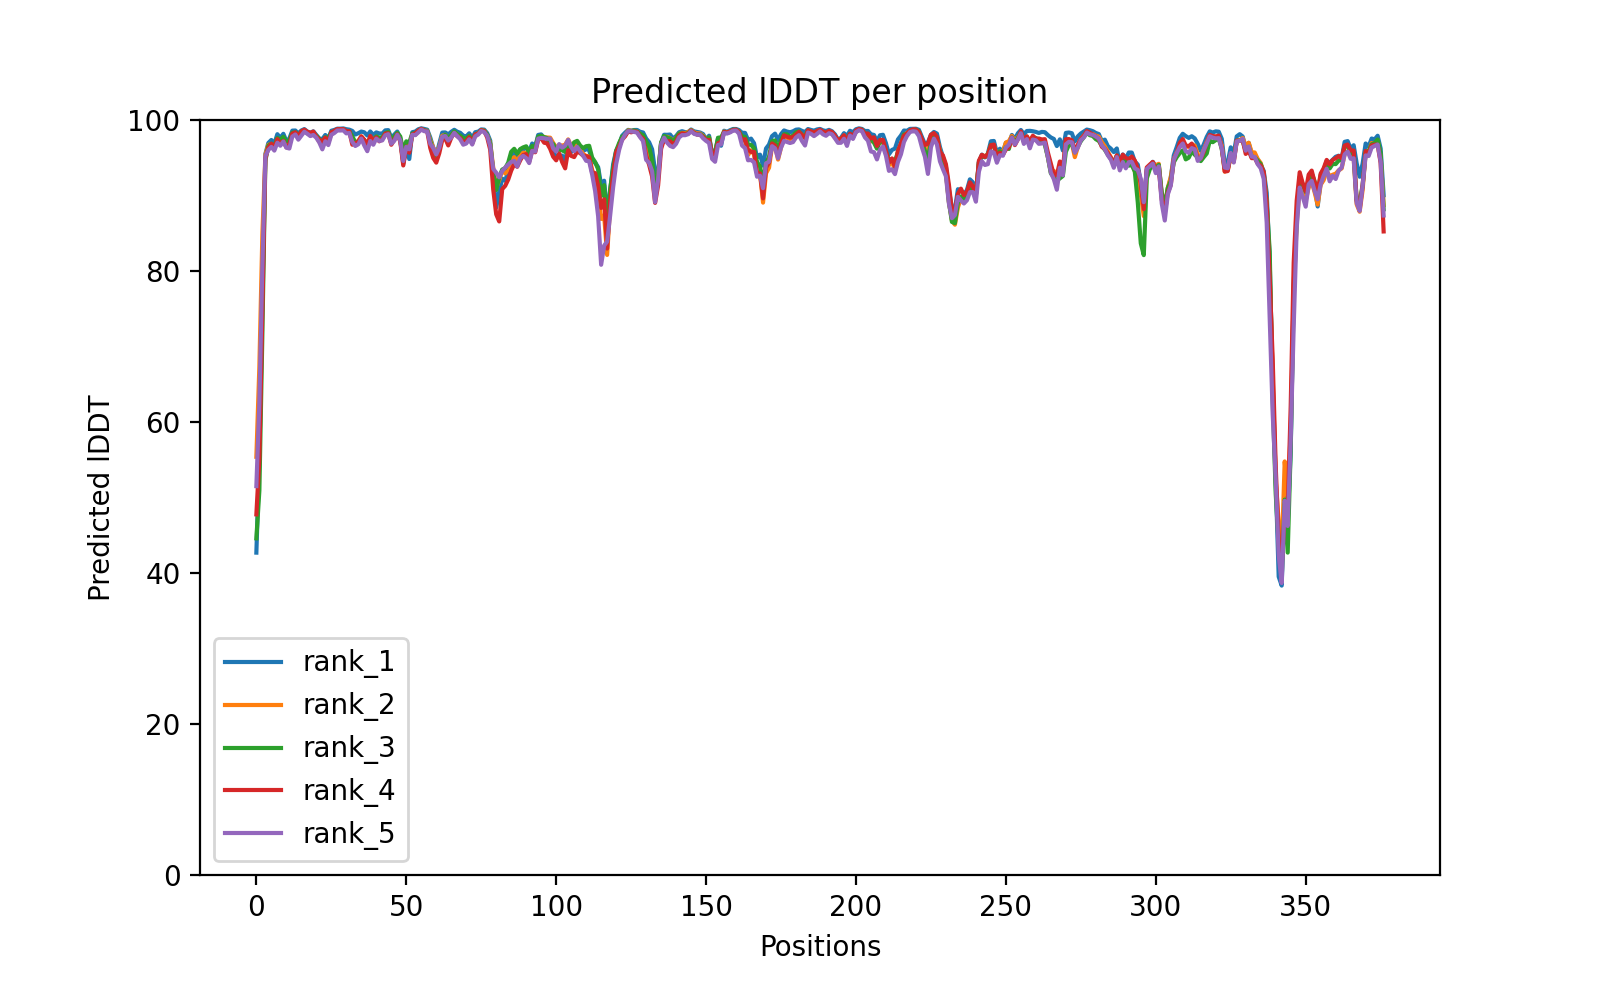 Predicted lDDT per position
100
80
60
40
20
0
Predicted lDDT
rank_1
rank_2
rank_3
rank_4
rank_5
0 50 100 150 200 250 300 350
Positions